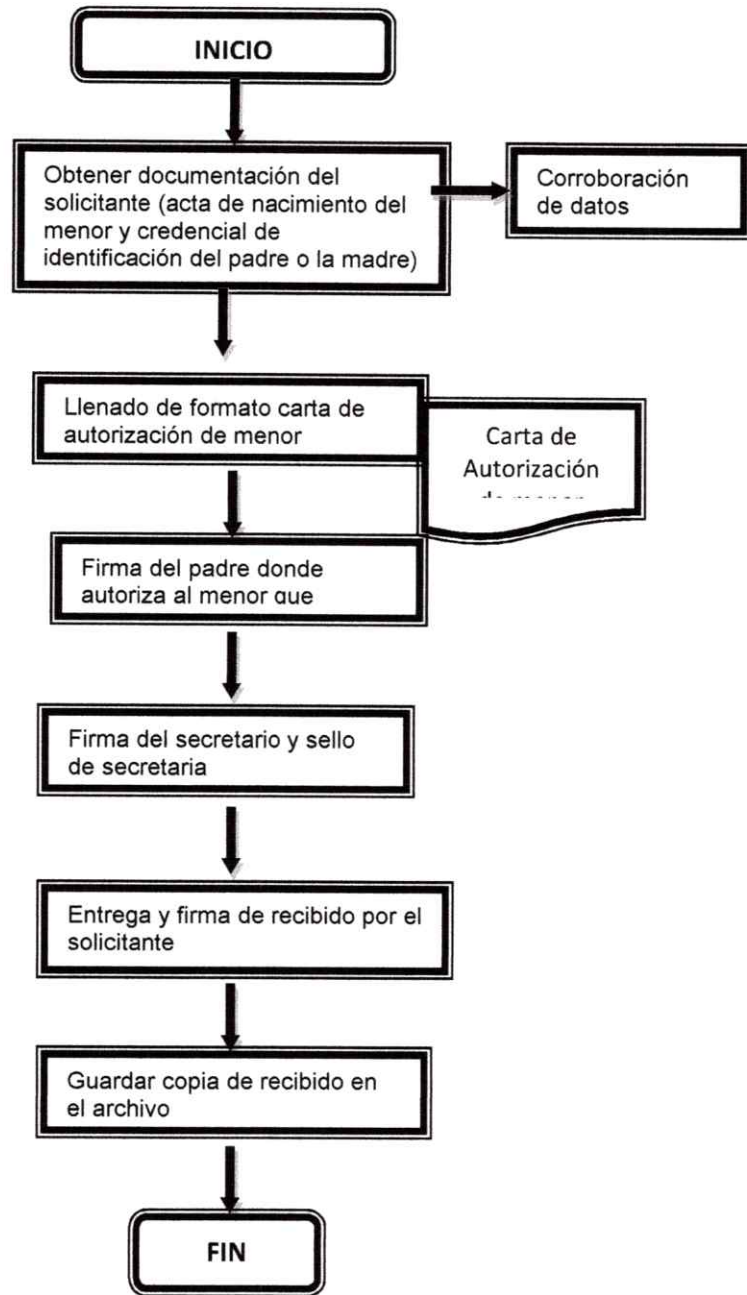 INICIO
Obtener documentación del
solicitante (acta de nacimiento del
menor y credencial de
identificación del padre o la madre)
Corroboración
de datos
Llenado de formato carta de
autorización de menor
Carta de
Autorización
de menor
Firma del padre donde
autoriza al menor que
Firma del secretario y sello
de secretaria
Entrega y firma de recibido por el
solicitante
Guardar copia de recibido en
el archivo
FIN